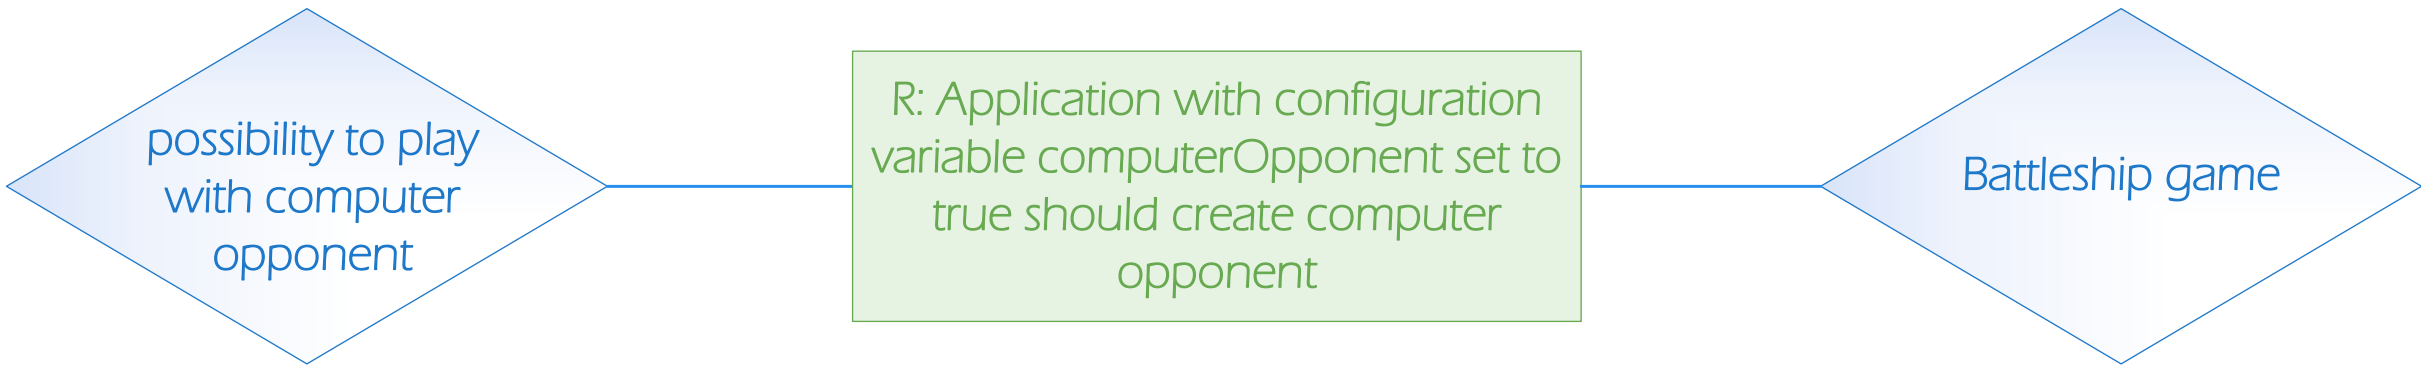 possibility to play
with computer
opponent
R: Application with configuration
variable computerOpponent set to
true should create computer
opponent
Battleship game